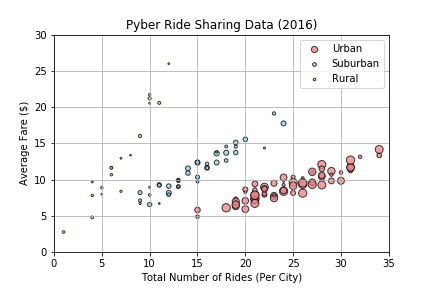 Pyber Ride Sharing Data (2016)
Urban
Suburban
Rural
30
25
20
15
10
5
0
Average Fare ($)
0 5 10 15 20 25 30 35
Total Number of Rides (Per City)